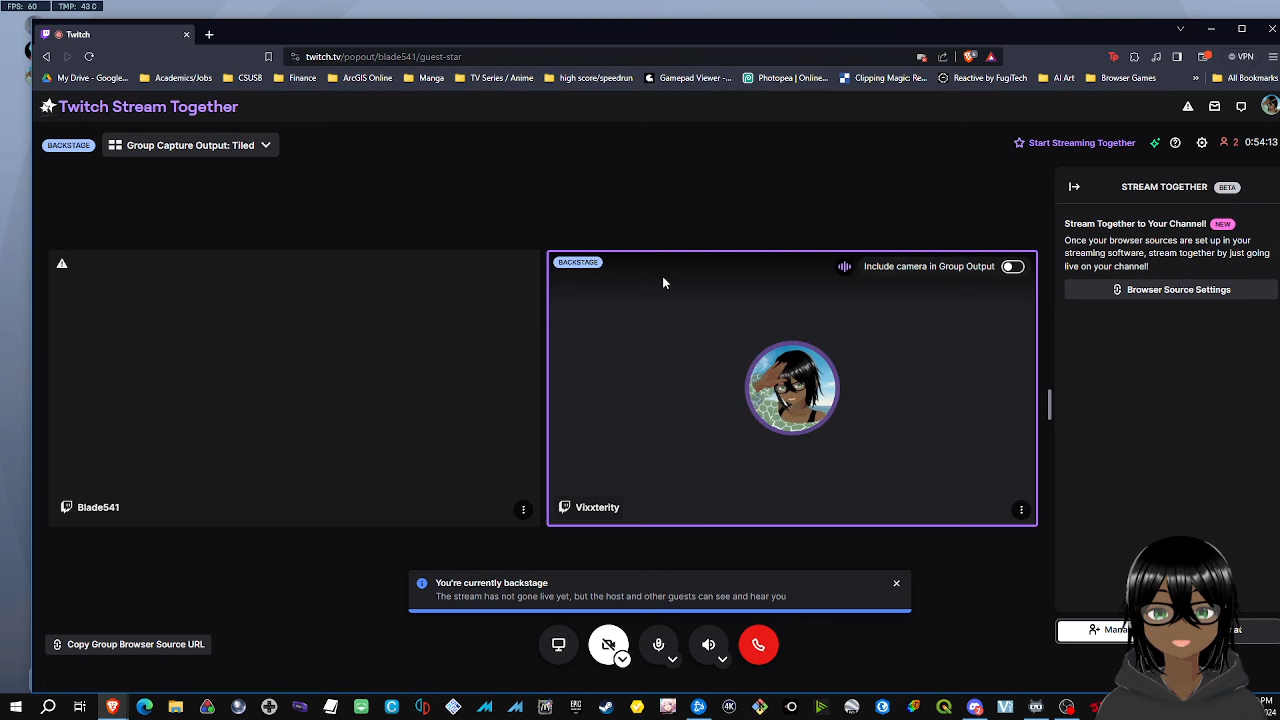 FPS: 60 TMP: 43 C
Twitch
twitch.tv/popout/blade541/guest-star
VPN
My Drive - Google... Academics/Jobs CSUSB Finance ArcGIS Online Manga TV Series / Anime high score/speedrun Gamepad Viewer -... Photopea | Online... Clipping Magic: Re... Reactive by FugiTech AI Art Browser Games » All Bookmarks
Twitch Stream Together
BACKSTAGE Group Capture Output: Tiled Start Streaming Together 2 0:54:13
STREAM TOGETHER BETA
Stream Together to Your Channel! NEW
Once your browser sources are set up in your
streaming software, stream together by just going
live on your channel!
Browser Source Settings
BACKSTAGE Include camera in Group Output
Blade541 Vixxterity
You're currently backstage
The stream has not gone live yet, but the host and other guests can see and hear you
Copy Group Browser Source URL
PM